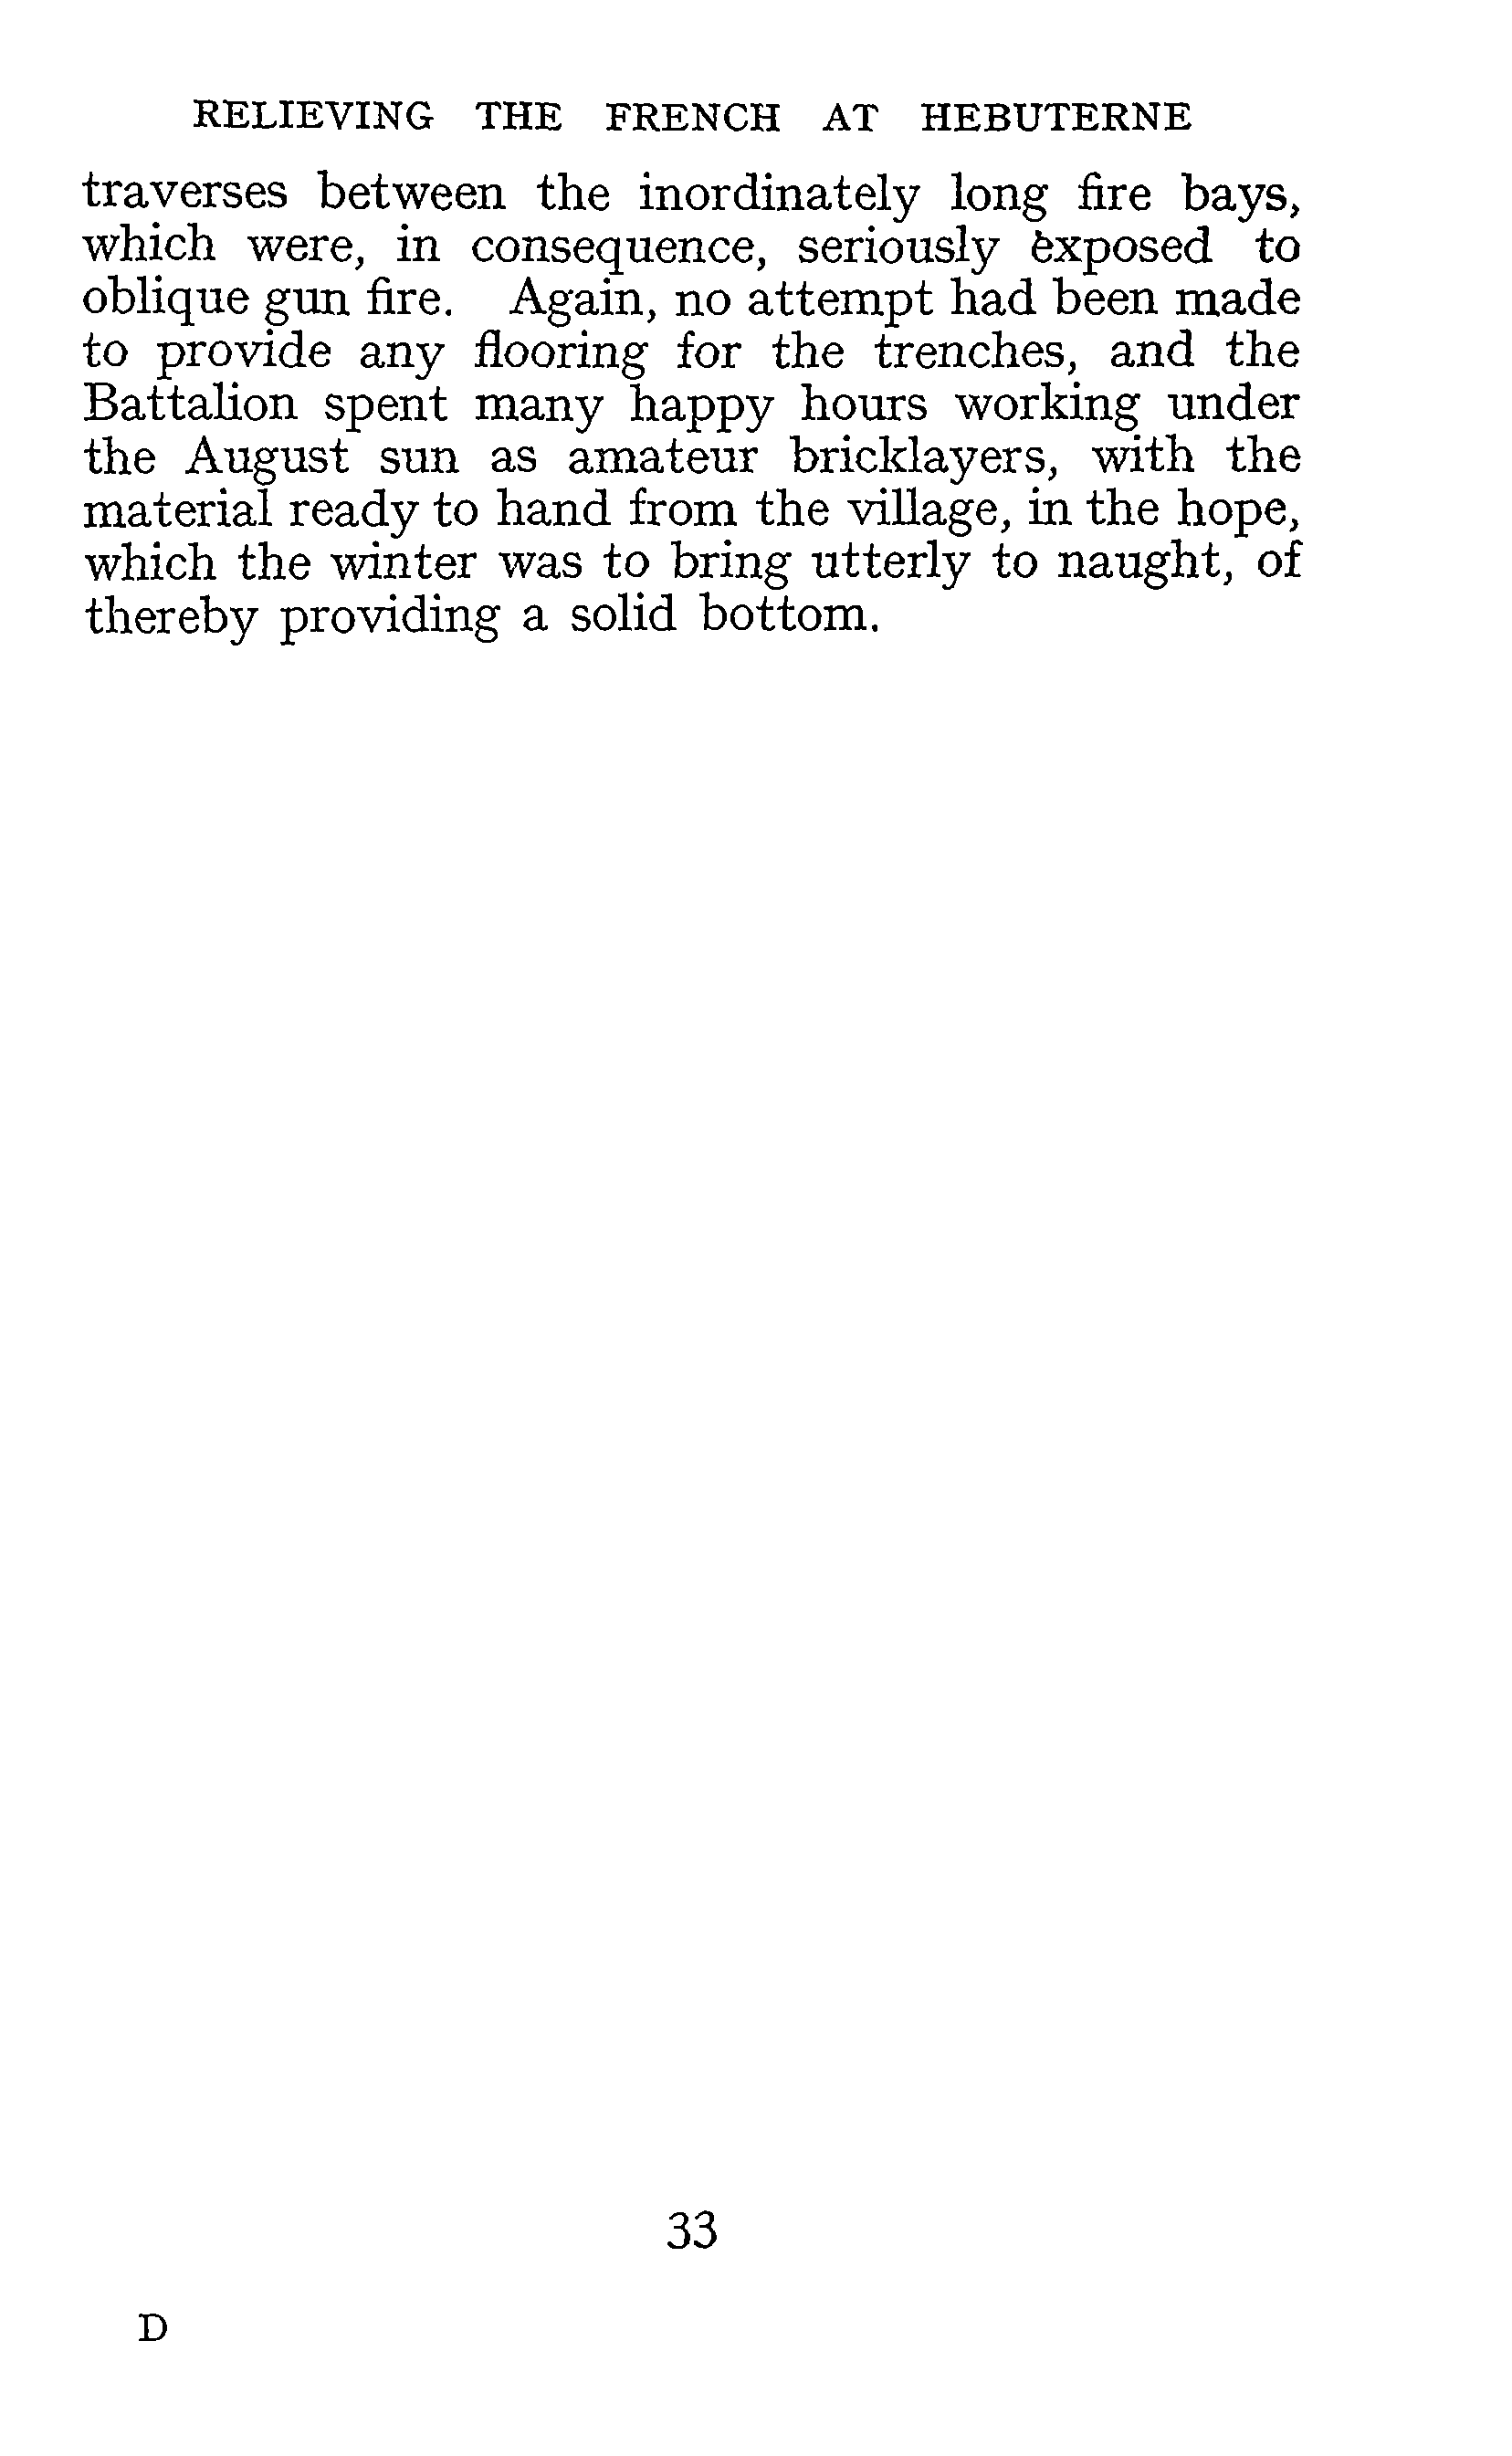 RELIEVING THE FRENCH AT HEBUTERNE
traverses between the inordinately long fire bays,
which were, in consequence, seriously exposed to
oblique gun fire. Again, no attempt had been made
to provide any flooring for the trenches, and the
Battalion spent many happy hours working under
the August sun as amateur bricklayers, with the
material ready to hand from the village, in the hope,
which the winter was to bring utterly to naught, of
thereby providing a solid bottom.
33
D